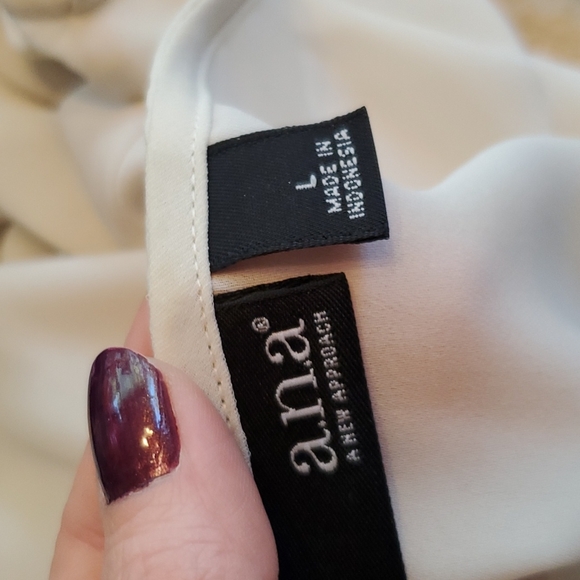 L
MADE IN
INDONESIA
a.n.a®
A NEW APPROACH